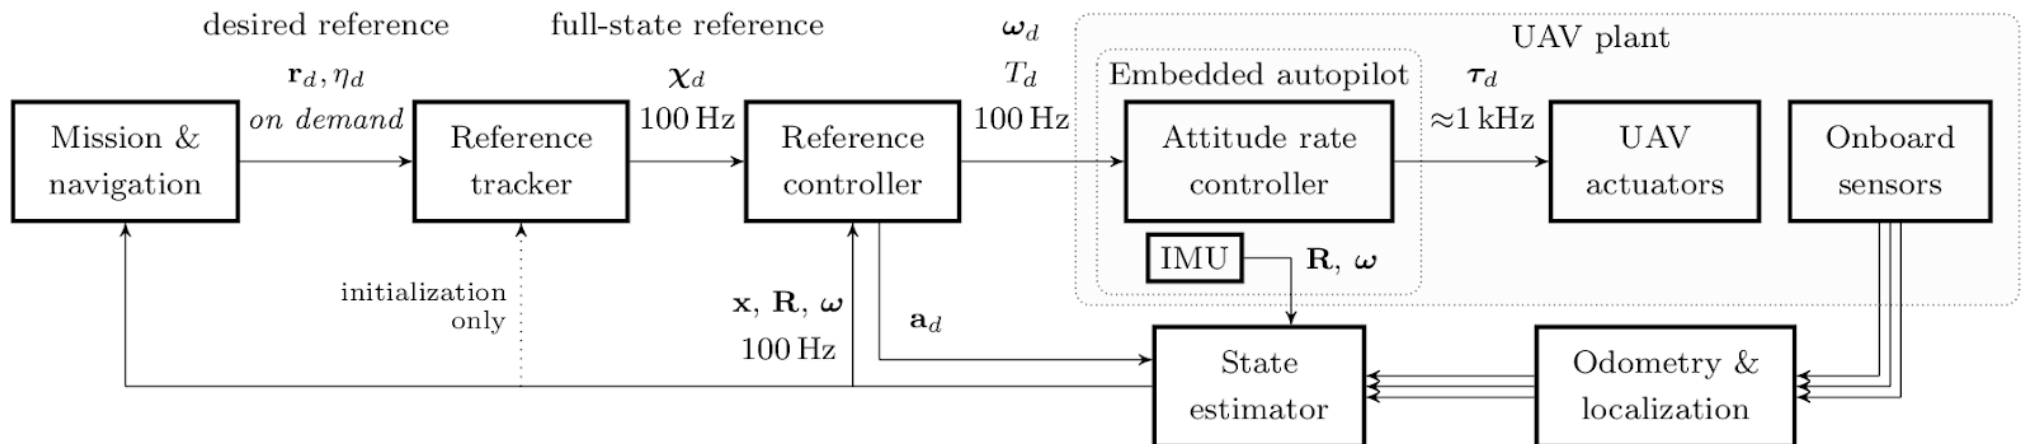 desired reference
full-state reference
𝝎_d
UAV plant
𝐫_d, η_d
𝝌_d
T_d
Embedded autopilot
𝝉_d
on demand
100 Hz
100 Hz
≈1 kHz
Mission &
navigation
Reference
tracker
Reference
controller
Attitude rate
controller
UAV
actuators
Onboard
sensors
IMU
𝐑, 𝝎
initialization
only
𝐱, 𝐑, 𝝎
100 Hz
𝐚_d
State
estimator
Odometry &
localization